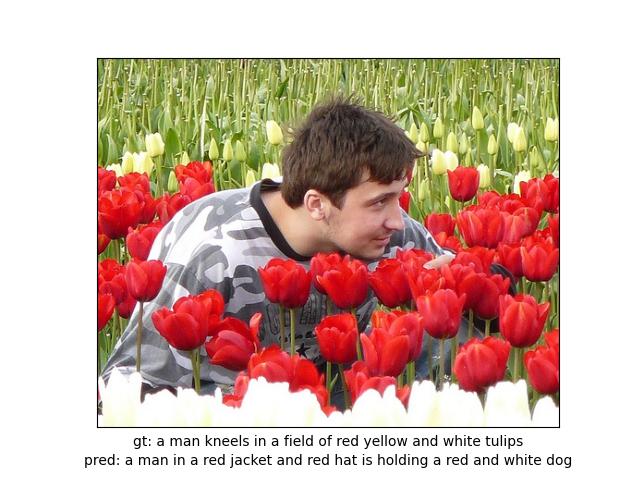 gt: a man kneels in a field of red yellow and white tulips
pred: a man in a red jacket and red hat is holding a red and white dog